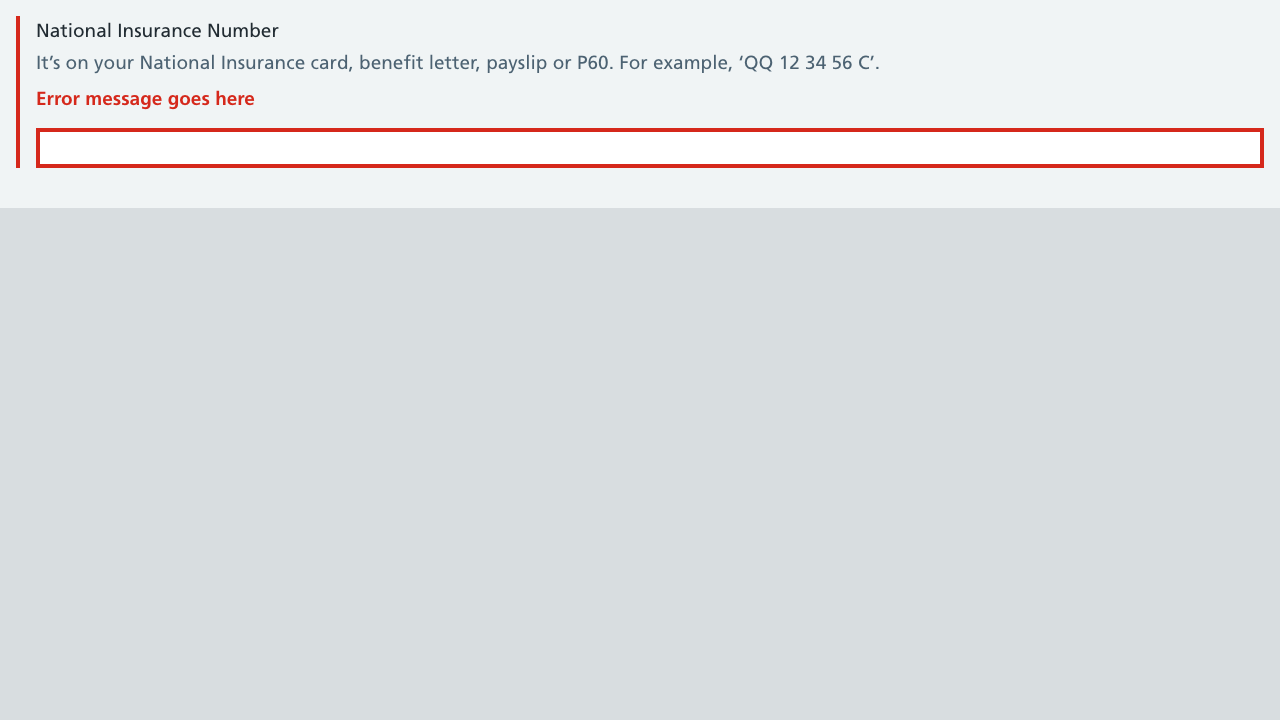 National Insurance Number
It’s on your National Insurance card, benefit letter, payslip or P60. For example, ‘QQ 12 34 56 C’.
Error message goes here